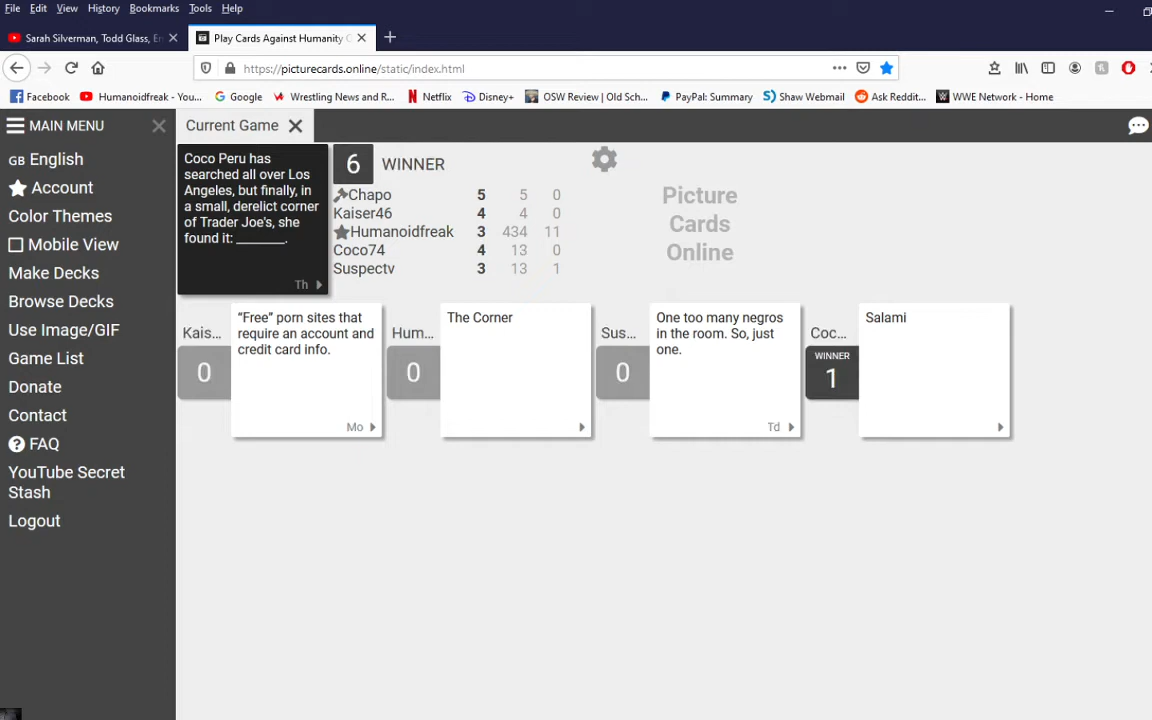 File Edit View History Bookmarks Tools Help
Sarah Silverman, Todd Glass, Er
Play Cards Against Humanity
https://picturecards.online/static/index.html
Facebook Humanoidfreak - You... Google Wrestling News and R... Netflix Disney+ OSW Review | Old Sch... PayPal: Summary Shaw Webmail Ask Reddit... WWE Network - Home
MAIN MENU
Current Game
GB English
Account
Color Themes
Mobile View
Make Decks
Browse Decks
Use Image/GIF
Game List
Donate
Contact
FAQ
YouTube Secret
Stash
Logout
Coco Peru has
searched all over Los
Angeles, but finally, in
a small, derelict corner
of Trader Joe's, she
found it: ________.
Th
6 WINNER
Chapo 5 5 0
Kaiser46 4 4 0
Humanoidfreak 3 434 11
Coco74 4 13 0
Suspectv 3 13 1
Picture
Cards
Online
Kais...
0
“Free” porn sites that
require an account and
credit card info.
Mo
Hum...
0
The Corner
Sus...
0
One too many negros
in the room. So, just
one.
Td
Coc...
WINNER
1
Salami